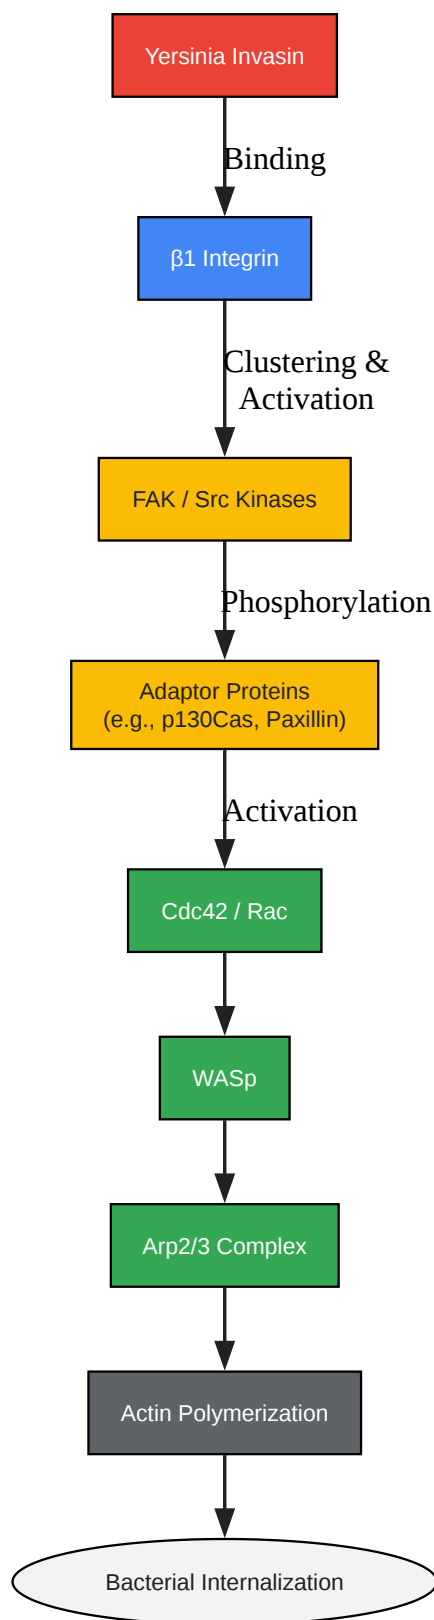 Yersinia Invasin
Binding
β1 Integrin
Clustering &
Activation
FAK / Src Kinases
Phosphorylation
Adaptor Proteins
(e.g., p130Cas, Paxillin)
Activation
Cdc42 / Rac
WASp
Arp2/3 Complex
Actin Polymerization
Bacterial Internalization